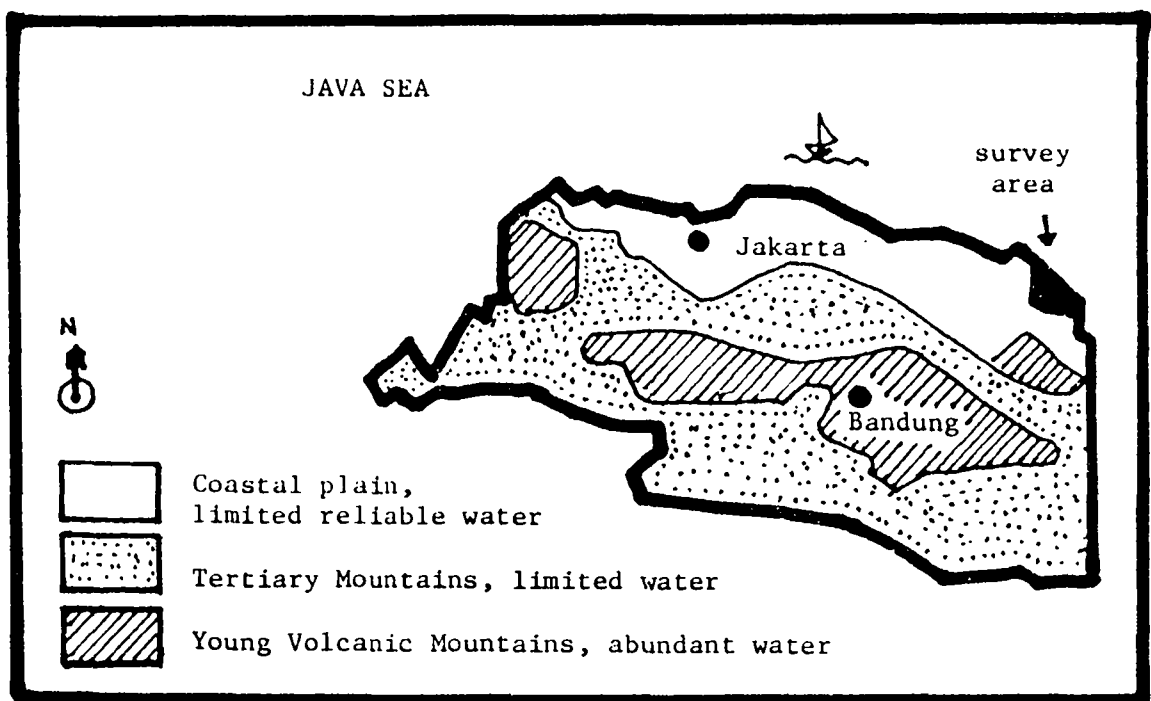 JAVA SEA
survey
area
Jakarta
N
Bandung
Coastal plain,
limited reliable water
Tertiary Mountains, limited water
Young Volcanic Mountains, abundant water